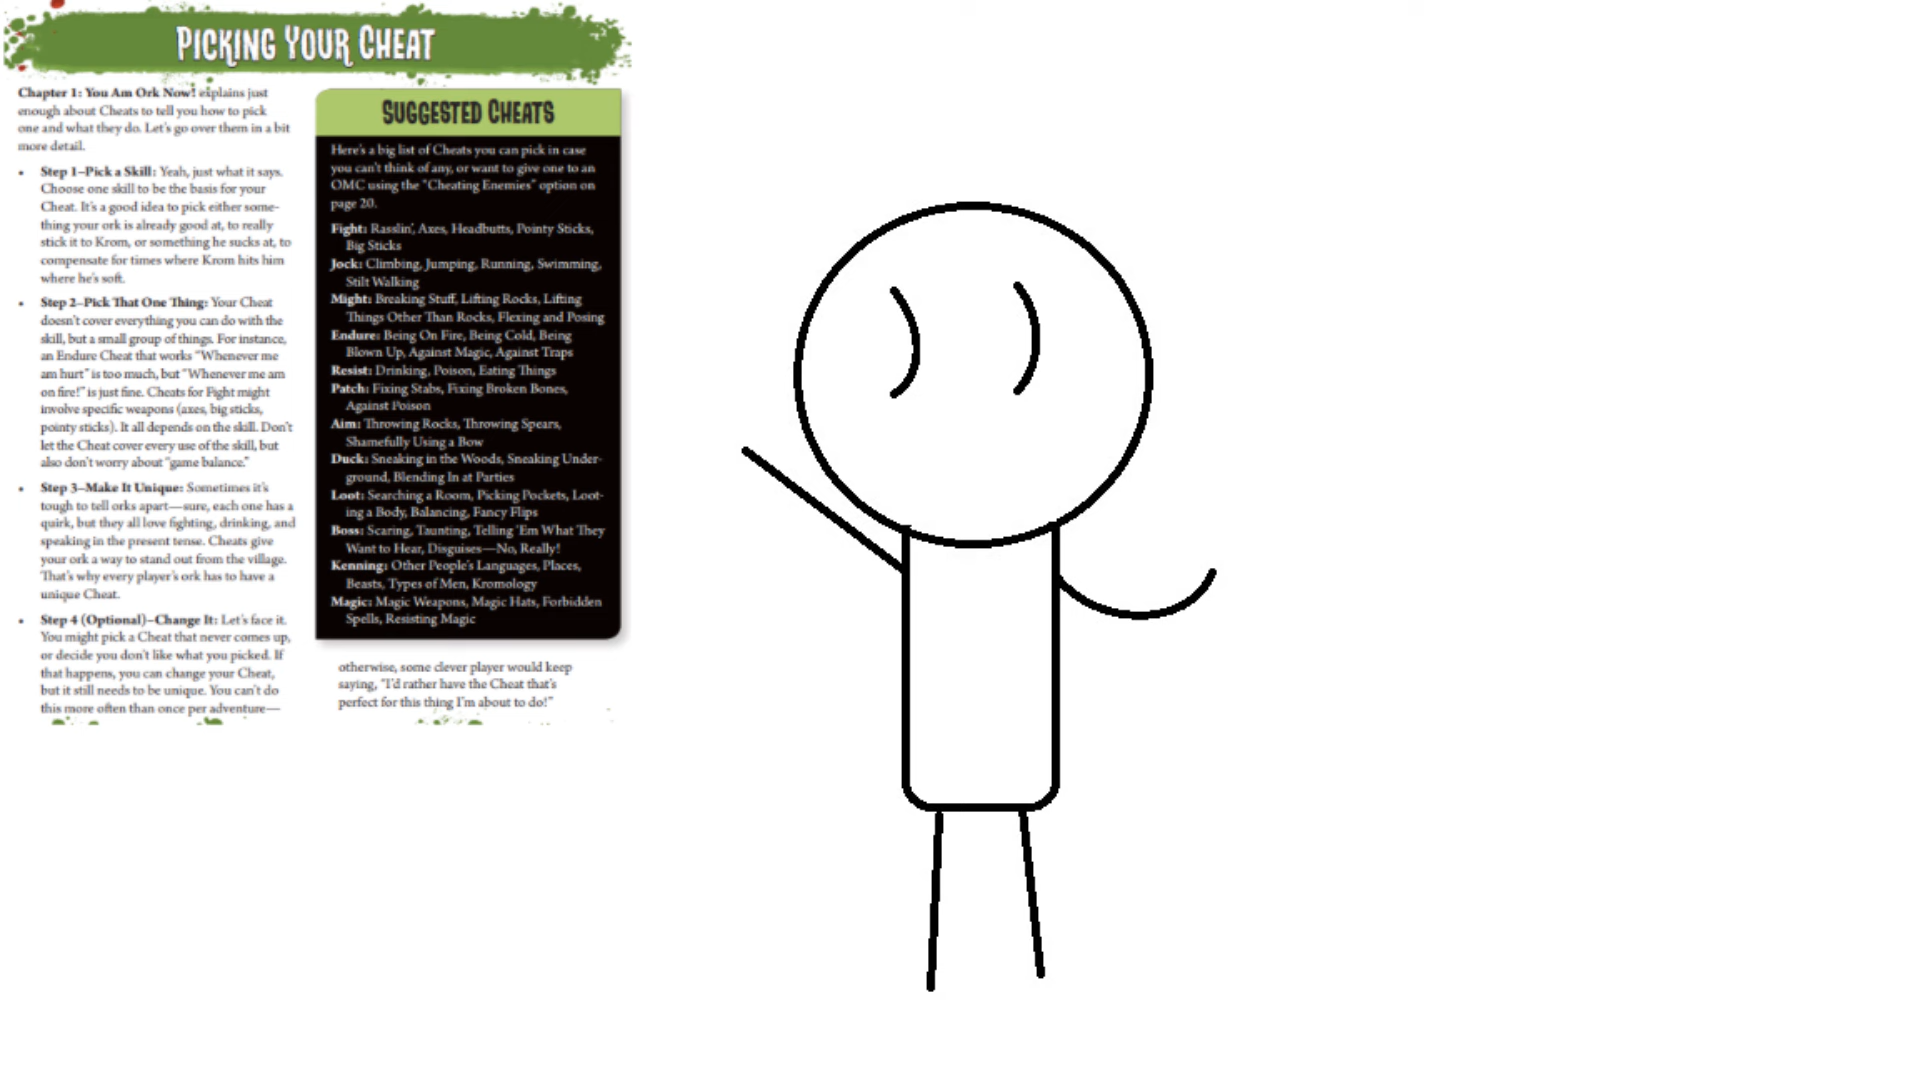 PICKING YOUR CHEAT
Chapter 1: You Am Ork Now! explains just
enough about Cheats to tell you how to pick
one and what they do. Let's go over them in a bit
more detail.
• Step 1–Pick a Skill: Yeah, just what it says.
Choose one skill to be the basis for your
Cheat. It's a good idea to pick either some-
thing your ork is already good at, to really
stick it to Krom, or something he sucks at, to
compensate for times where Krom hits him
where he's soft.
• Step 2–Pick That One Thing: Your Cheat
doesn't cover everything you can do with the
skill, but a small group of things. For instance,
an Endure Cheat that works "Whenever me
am hurt" is too much, but "Whenever me am
on fire!" is just fine. Cheats for Fight might
involve specific weapons (axes, big sticks,
pointy sticks). It all depends on the skill. Don't
let the Cheat cover every use of the skill, but
also don't worry about "game balance."
• Step 3–Make It Unique: Sometimes it's
tough to tell orks apart—sure, each one has a
quirk, but they all love fighting, drinking, and
speaking in the present tense. Cheats give
your ork a way to stand out from the village.
That's why every player's ork has to have a
unique Cheat.
• Step 4 (Optional)–Change It: Let's face it.
You might pick a Cheat that never comes up,
or decide you don't like what you picked. If
that happens, you can change your Cheat,
but it still needs to be unique. You can't do
this more often than once per adventure—
SUGGESTED CHEATS
Here's a big list of Cheats you can pick in case
you can't think of any, or want to give one to an
OMC using the "Cheating Enemies" option on
page 20.
Fight: Rasslin', Axes, Headbutts, Pointy Sticks,
Big Sticks
Jock: Climbing, Jumping, Running, Swimming,
Stilt Walking
Might: Breaking Stuff, Lifting Rocks, Lifting
Things Other Than Rocks, Flexing and Posing
Endure: Being On Fire, Being Cold, Being
Blown Up, Against Magic, Against Traps
Resist: Drinking, Poison, Eating Things
Patch: Fixing Stabs, Fixing Broken Bones,
Against Poison
Aim: Throwing Rocks, Throwing Spears,
Shamefully Using a Bow
Duck: Sneaking in the Woods, Sneaking Under-
ground, Blending In at Parties
Loot: Searching a Room, Picking Pockets, Loot-
ing a Body, Balancing, Fancy Flips
Boss: Scaring, Taunting, Telling 'Em What They
Want to Hear, Disguises—No, Really!
Kenning: Other People's Languages, Places,
Beasts, Types of Men, Kromology
Magic: Magic Weapons, Magic Hats, Forbidden
Spells, Resisting Magic
otherwise, some clever player would keep
saying, "I'd rather have the Cheat that's
perfect for this thing I'm about to do!"